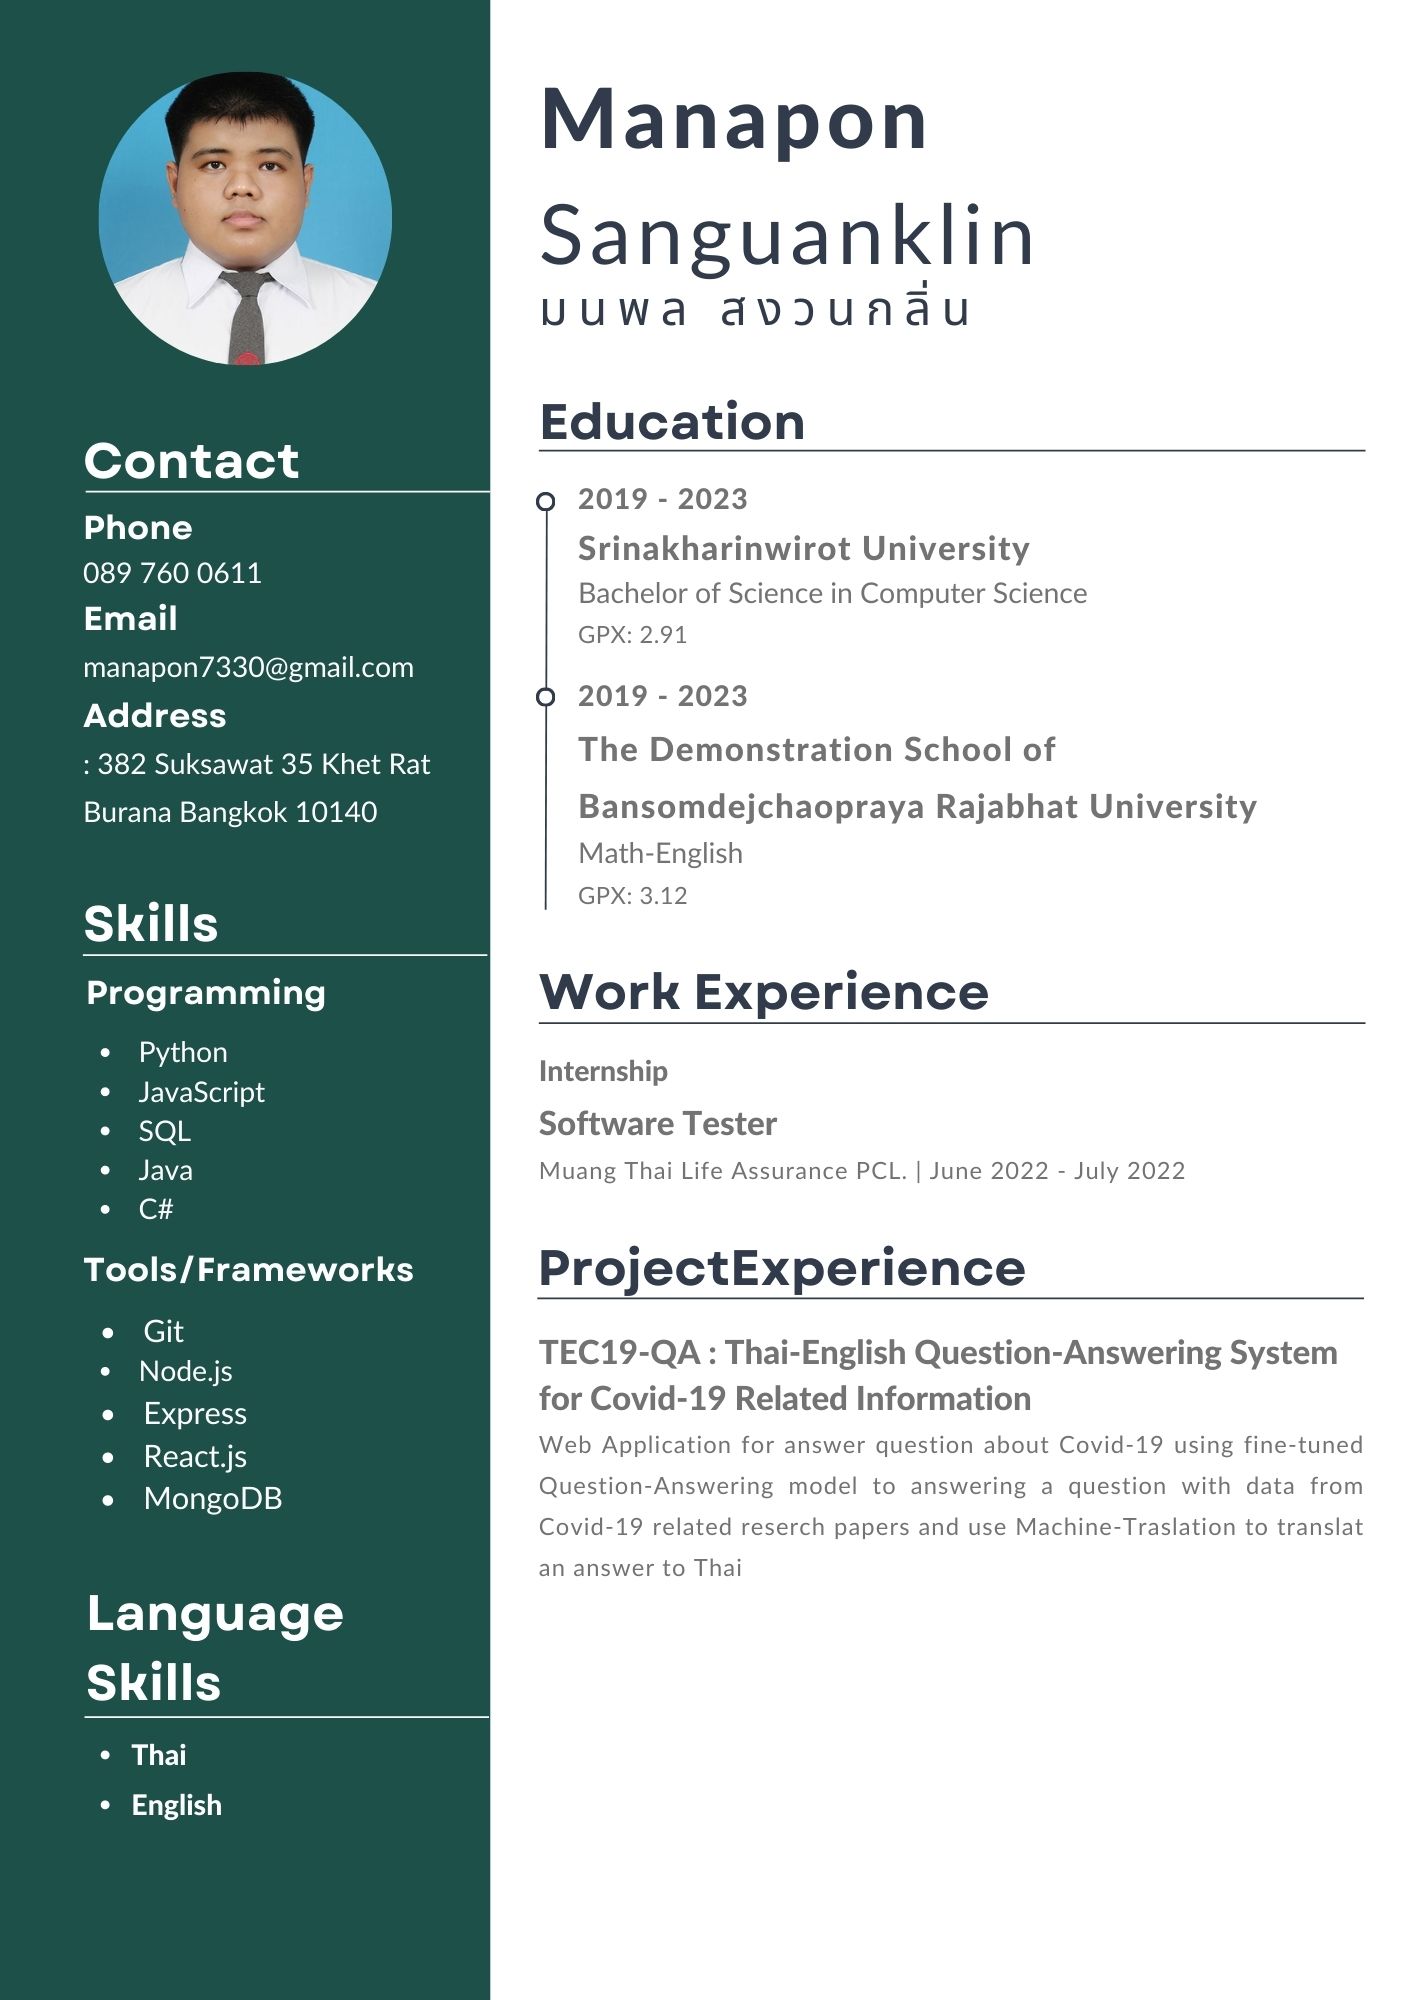 Manapon
Sanguanklin
มนพล สงวนกลิ่น
Contact
Phone
089 760 0611
Email
manapon7330@gmail.com
Address
: 382 Suksawat 35 Khet Rat
Burana Bangkok 10140
Skills
Programming
• Python
• JavaScript
• SQL
• Java
• C#
Tools/Frameworks
• Git
• Node.js
• Express
• React.js
• MongoDB
Language
Skills
• Thai
• English
Education
2019 - 2023
Srinakharinwirot University
Bachelor of Science in Computer Science
GPX: 2.91
2019 - 2023
The Demonstration School of
Bansomdejchaopraya Rajabhat University
Math-English
GPX: 3.12
Work Experience
Internship
Software Tester
Muang Thai Life Assurance PCL. | June 2022 - July 2022
ProjectExperience
TEC19-QA : Thai-English Question-Answering System
for Covid-19 Related Information
Web Application for answer question about Covid-19 using fine-tuned
Question-Answering model to answering a question with data from
Covid-19 related reserch papers and use Machine-Traslation to translat
an answer to Thai